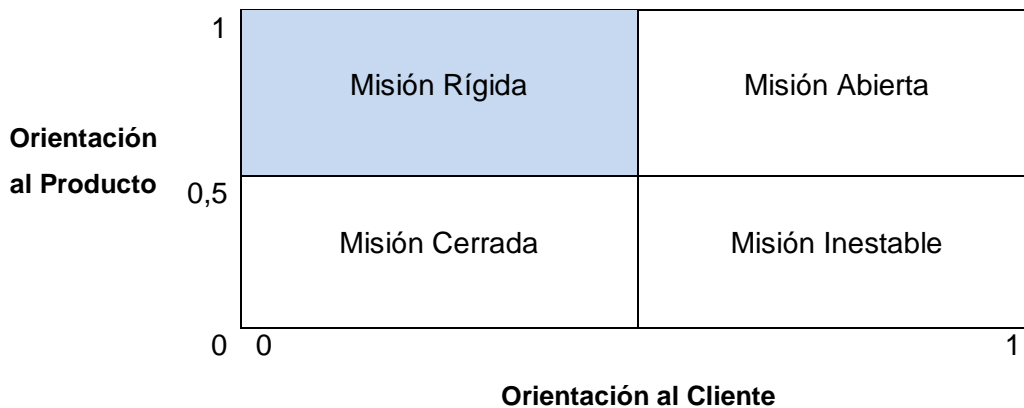 1
Misión Rígida
Misión Abierta
Orientación
al Producto
0,5
Misión Cerrada
Misión Inestable
0
0
1
Orientación al Cliente